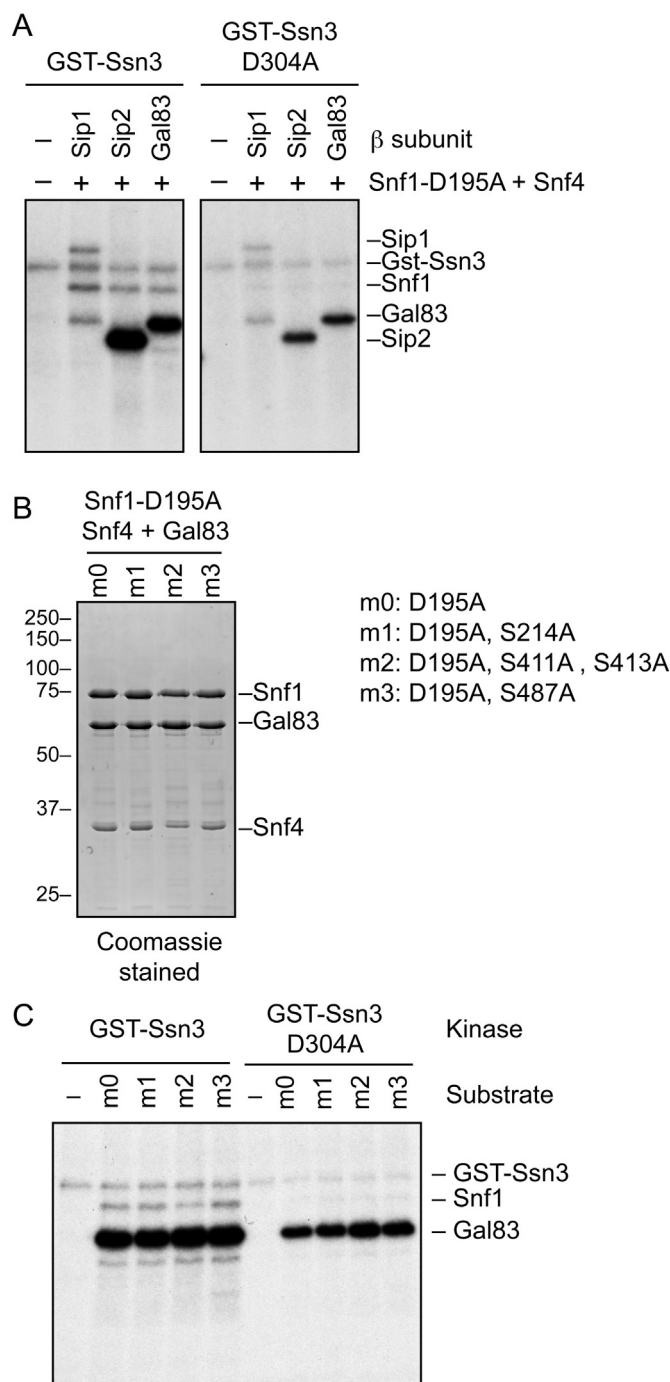 A
GST-Ssn3
GST-Ssn3
D304A
– Sip1 Sip2 Gal83
– Sip1 Sip2 Gal83
β subunit
– + + +
– + + +
Snf1-D195A + Snf4
–Sip1
–Gst-Ssn3
–Snf1
–Gal83
–Sip2
B
Snf1-D195A
Snf4 + Gal83
m0 m1 m2 m3
250–
150–
100–
75–
50–
37–
25–
–Snf1
–Gal83
–Snf4
Coomassie
stained
m0: D195A
m1: D195A, S214A
m2: D195A, S411A , S413A
m3: D195A, S487A
C
GST-Ssn3
GST-Ssn3
D304A
Kinase
– m0 m1 m2 m3
– m0 m1 m2 m3
Substrate
– GST-Ssn3
– Snf1
– Gal83